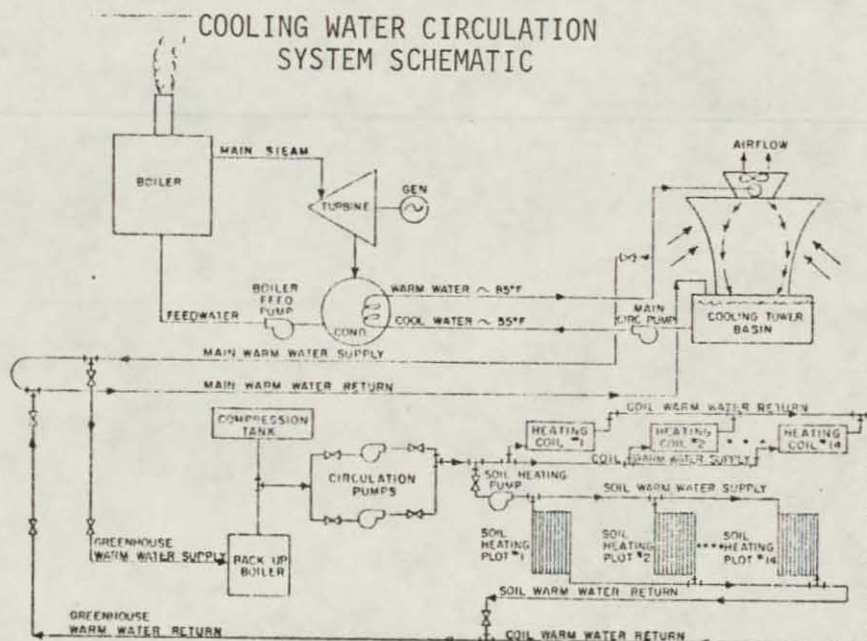 COOLING WATER CIRCULATION
SYSTEM SCHEMATIC
AIRFLOW
BOILER
MAIN STEAM
TURBINE
GEN
BOILER
FEED
PUMP
FEEDWATER
COND.
WARM WATER ~ 85°F
COOL WATER ~ 55°F
MAIN
CIRC PUMP
COOLING TOWER
BASIN
MAIN WARM WATER SUPPLY
MAIN WARM WATER RETURN
COMPRESSION
TANK
CIRCULATION
PUMPS
COIL WARM WATER RETURN
HEATING
COIL #1
HEATING
COIL #2
HEATING
COIL #14
COIL WARM WATER SUPPLY
SOIL HEATING
PUMP
SOIL WARM WATER SUPPLY
SOIL
HEATING
PLOT #1
SOIL
HEATING
PLOT #2
SOIL
HEATING
PLOT #14
GREENHOUSE
WARM WATER SUPPLY
BACK UP
BOILER
SOIL WARM WATER RETURN
GREENHOUSE
WARM WATER RETURN
COIL WARM WATER RETURN